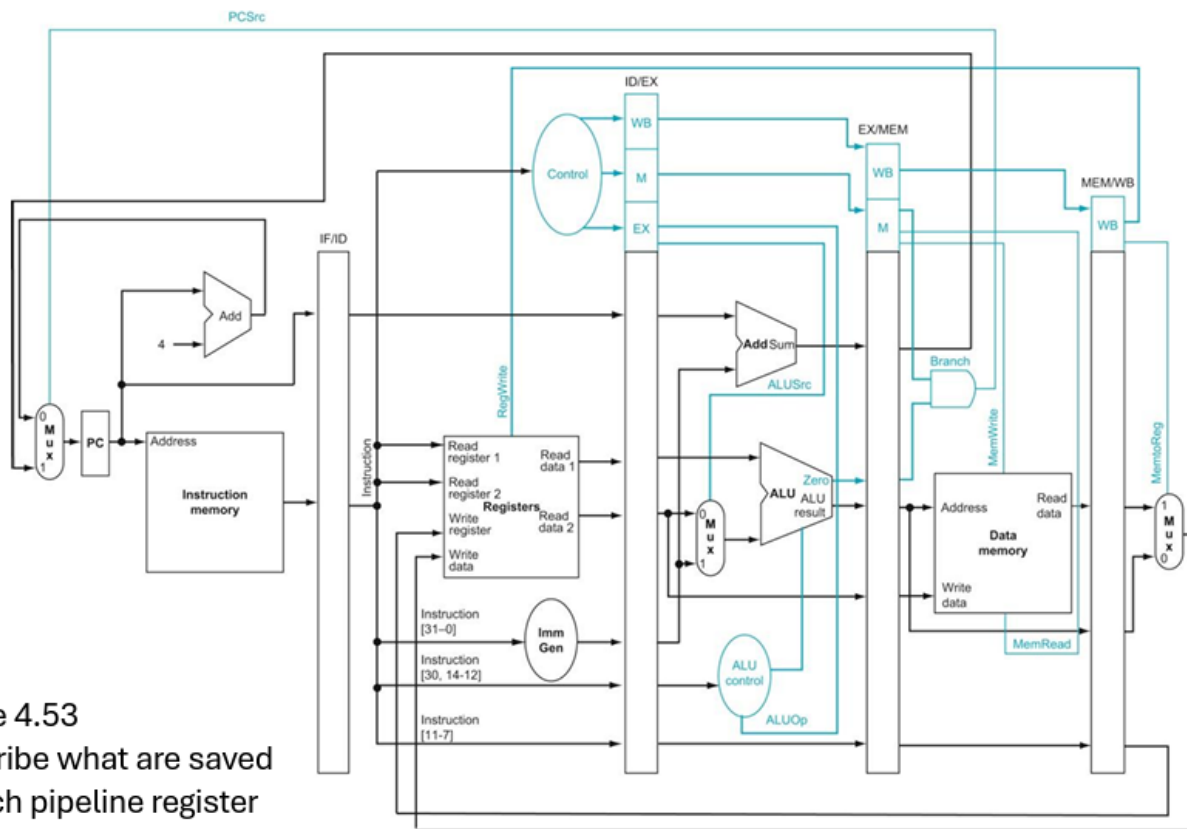 PCSrc
ID/EX
WB
EX/MEM
Control
M
WB
MEM/WB
EX
M
WB
IF/ID
Add
4
Add Sum
Branch
ALUSrc
RegWrite
MemWrite
MemtoReg
0
M
u
x
1
PC
Address
Instruction
memory
Instruction
Read
register 1
Read
register 2
Write
register
Write
data
Registers
Read
data 1
Read
data 2
0
M
u
x
1
ALU
Zero
ALU
result
Address
Read
data
Data
memory
Write
data
1
M
u
x
0
Instruction
[31–0]
Imm
Gen
MemRead
Instruction
[30, 14-12]
ALU
control
ALUOp
Instruction
[11-7]
e 4.53
ribe what are saved
ch pipeline register